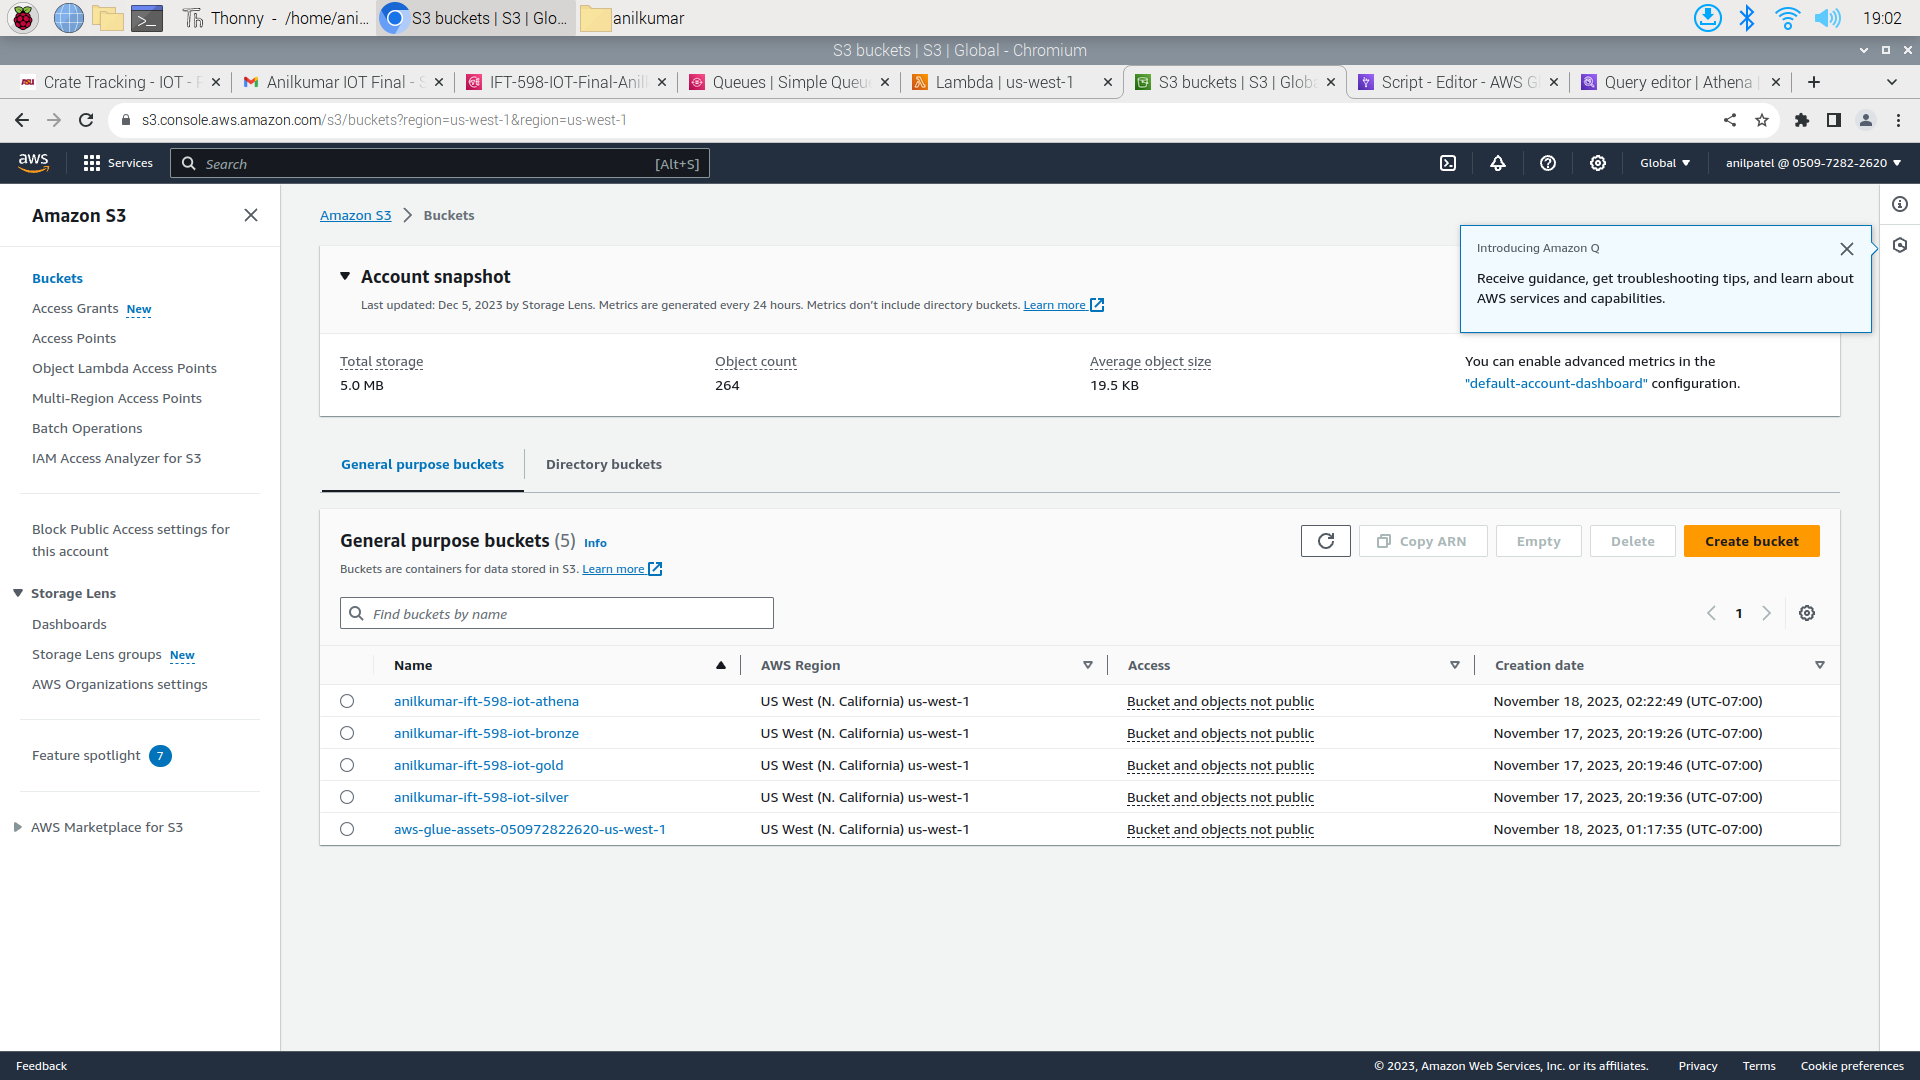 Thonny - /home/ani...
S3 buckets | S3 | Glo...
anilkumar
19:02
S3 buckets | S3 | Global - Chromium
Crate Tracking - IOT - 
Anilkumar IOT Final - 
IFT-598-IOT-Final-Anil
Queues | Simple Queu
Lambda | us-west-1
S3 buckets | S3 | Globa
Script - Editor - AWS G
Query editor | Athena |
s3.console.aws.amazon.com/s3/buckets?region=us-west-1&region=us-west-1
aws
Services
Search
[Alt+S]
Global
anilpatel @ 0509-7282-2620
Amazon S3
Buckets
Access Grants New
Access Points
Object Lambda Access Points
Multi-Region Access Points
Batch Operations
IAM Access Analyzer for S3
Block Public Access settings for
this account
Storage Lens
Dashboards
Storage Lens groups New
AWS Organizations settings
Feature spotlight 7
AWS Marketplace for S3
Amazon S3 > Buckets
Account snapshot
Last updated: Dec 5, 2023 by Storage Lens. Metrics are generated every 24 hours. Metrics don't include directory buckets. Learn more
Introducing Amazon Q
Receive guidance, get troubleshooting tips, and learn about
AWS services and capabilities.
Total storage
5.0 MB
Object count
264
Average object size
19.5 KB
You can enable advanced metrics in the
"default-account-dashboard" configuration.
General purpose buckets
Directory buckets
General purpose buckets (5) Info
Buckets are containers for data stored in S3. Learn more
Copy ARN
Empty
Delete
Create bucket
Find buckets by name
1
Name AWS Region Access Creation date
anilkumar-ift-598-iot-athena US West (N. California) us-west-1 Bucket and objects not public November 18, 2023, 02:22:49 (UTC-07:00)
anilkumar-ift-598-iot-bronze US West (N. California) us-west-1 Bucket and objects not public November 17, 2023, 20:19:26 (UTC-07:00)
anilkumar-ift-598-iot-gold US West (N. California) us-west-1 Bucket and objects not public November 17, 2023, 20:19:46 (UTC-07:00)
anilkumar-ift-598-iot-silver US West (N. California) us-west-1 Bucket and objects not public November 17, 2023, 20:19:36 (UTC-07:00)
aws-glue-assets-050972822620-us-west-1 US West (N. California) us-west-1 Bucket and objects not public November 18, 2023, 01:17:35 (UTC-07:00)
Feedback
© 2023, Amazon Web Services, Inc. or its affiliates.
Privacy
Terms
Cookie preferences